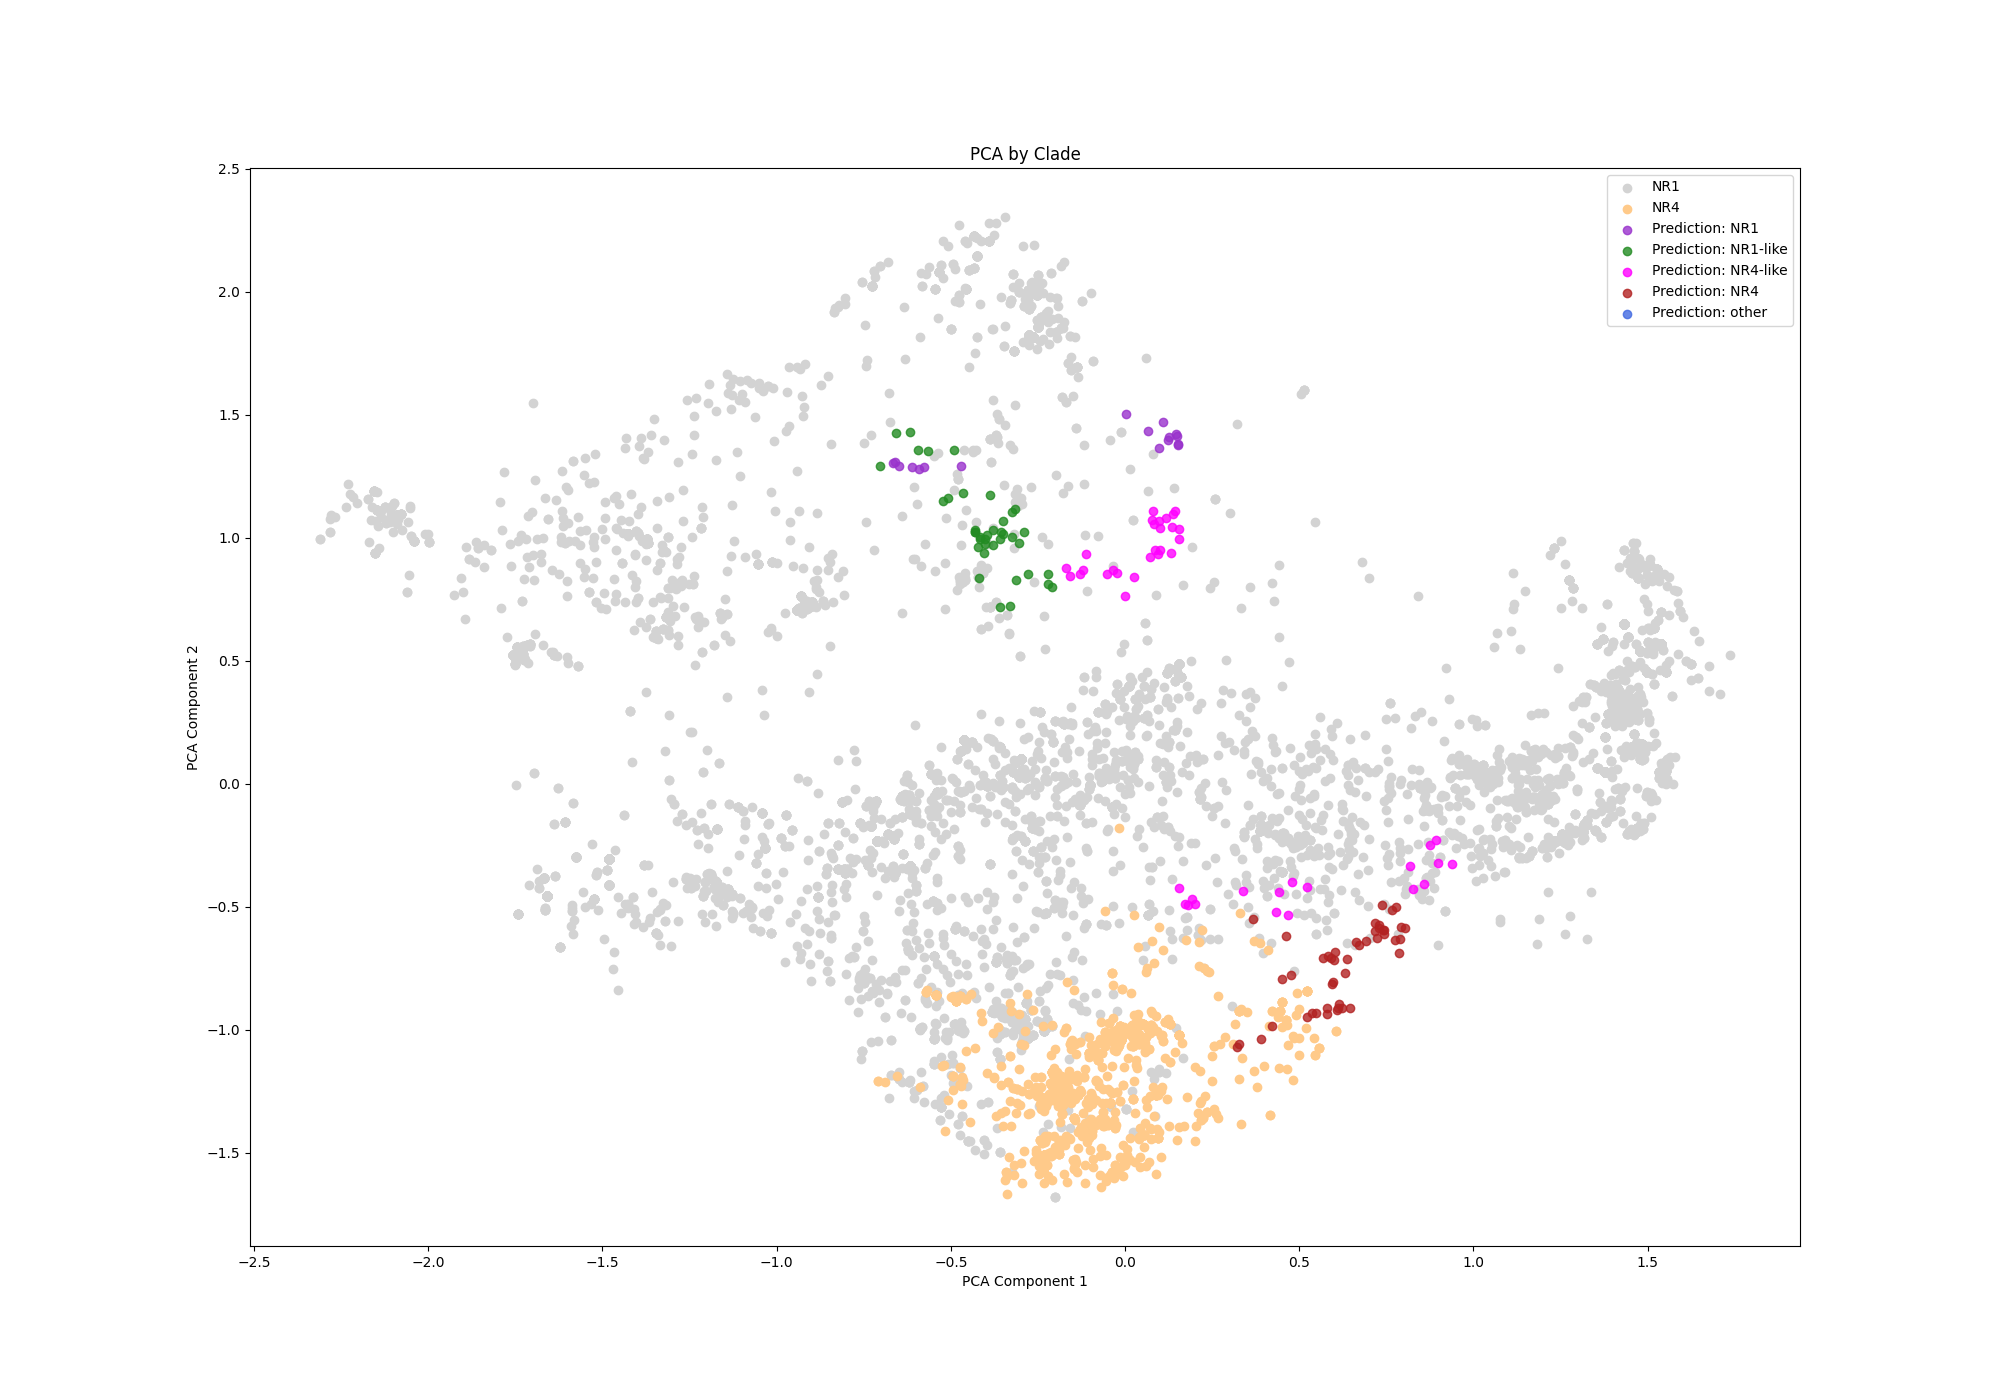 PCA by Clade
NR1
NR4
Prediction: NR1
Prediction: NR1-like
Prediction: NR4-like
Prediction: NR4
Prediction: other
PCA Component 2
2.5
2.0
1.5
1.0
0.5
0.0
−0.5
−1.0
−1.5
−2.5
−2.0
−1.5
−1.0
−0.5
0.0
0.5
1.0
1.5
PCA Component 1